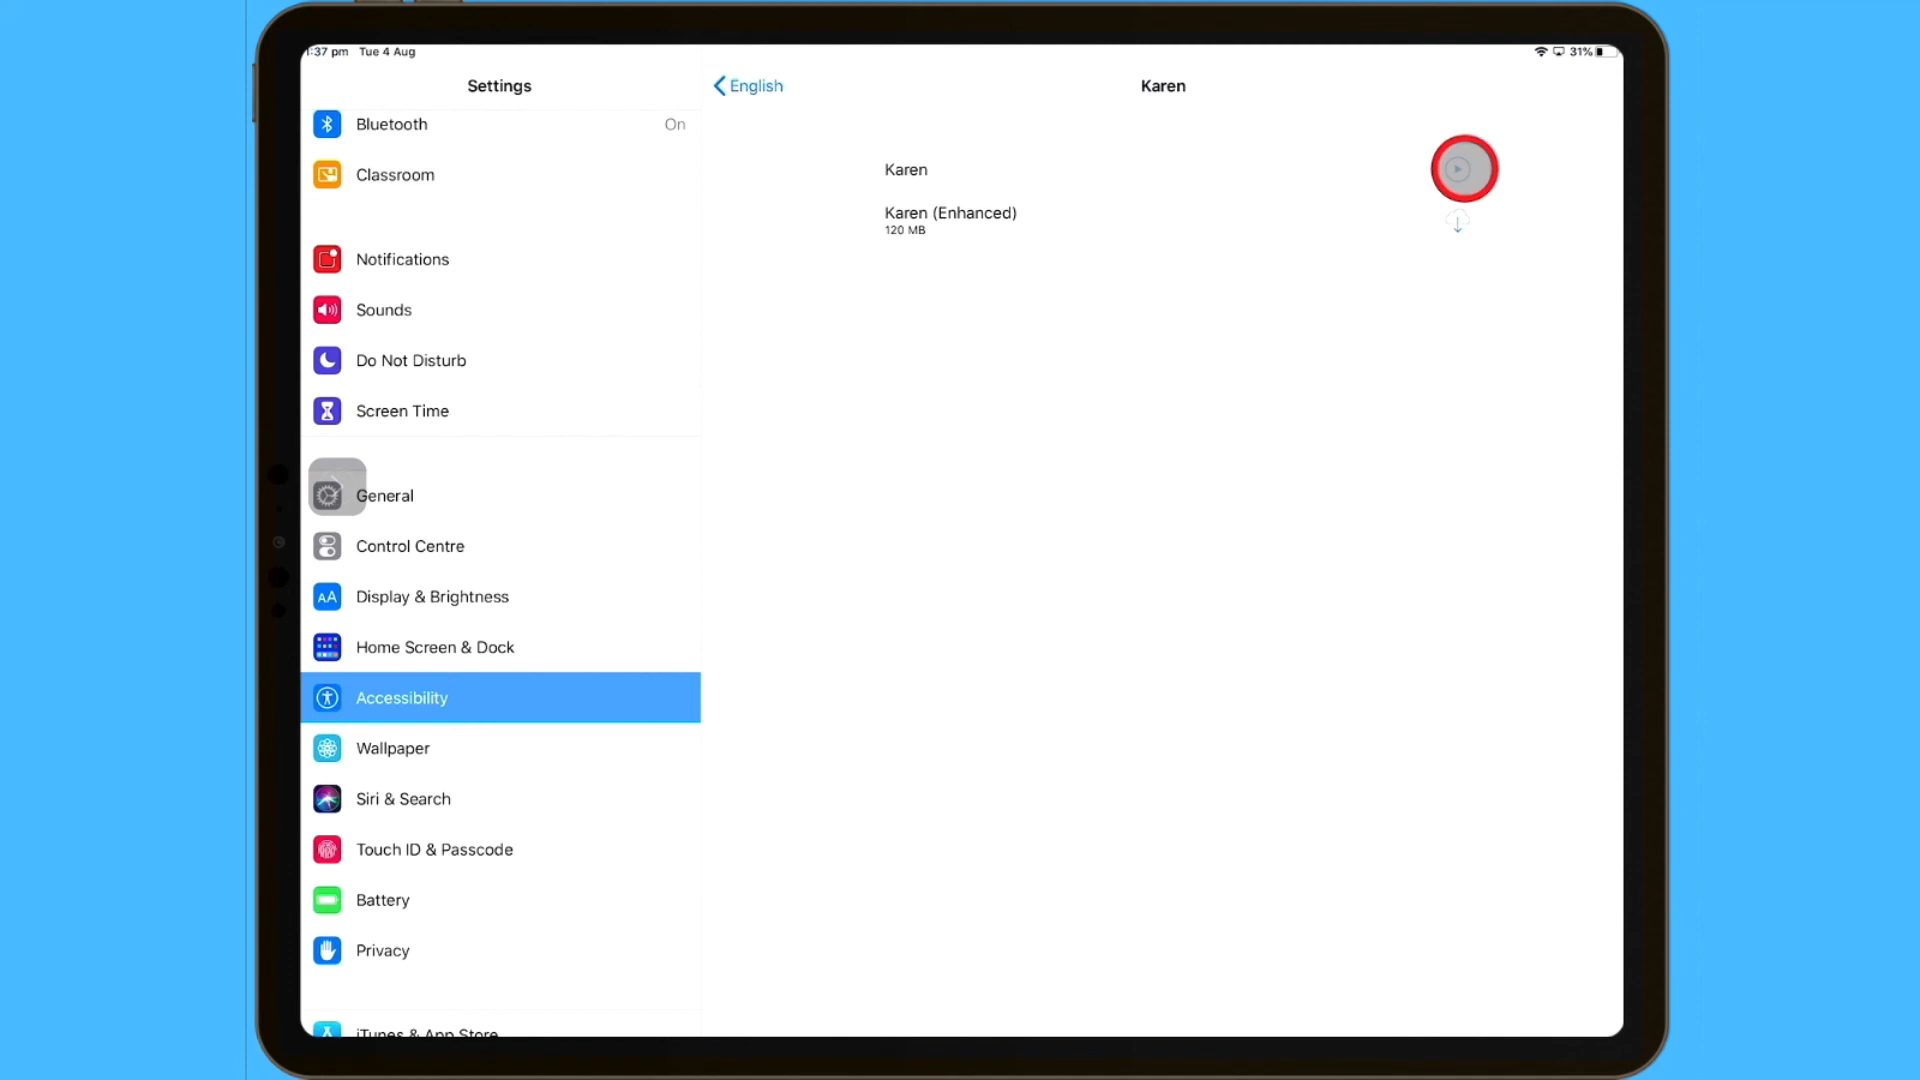 1:37 pm Tue 4 Aug
31%
Settings
English
Karen
Bluetooth On
Classroom
Karen
Karen (Enhanced)
120 MB
Notifications
Sounds
Do Not Disturb
Screen Time
General
Control Centre
AA Display & Brightness
Home Screen & Dock
Accessibility
Wallpaper
Siri & Search
Touch ID & Passcode
Battery
Privacy
iTunes & App Store